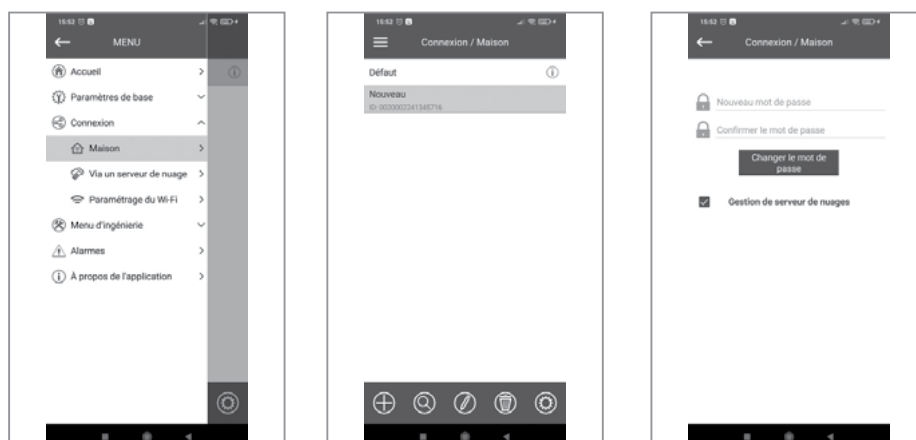 15:52
MENU
Accueil
Paramètres de base
Connexion
Maison
Via un serveur de nuage
Paramétrage du Wi-Fi
Menu d'ingénierie
Alarmes
À propos de l'application
15:52
Connexion / Maison
Défaut
Nouveau
ID: 0020002241345716
15:52
Connexion / Maison
Nouveau mot de passe
Confirmer le mot de passe
Changer le mot de
passe
Gestion de serveur de nuages